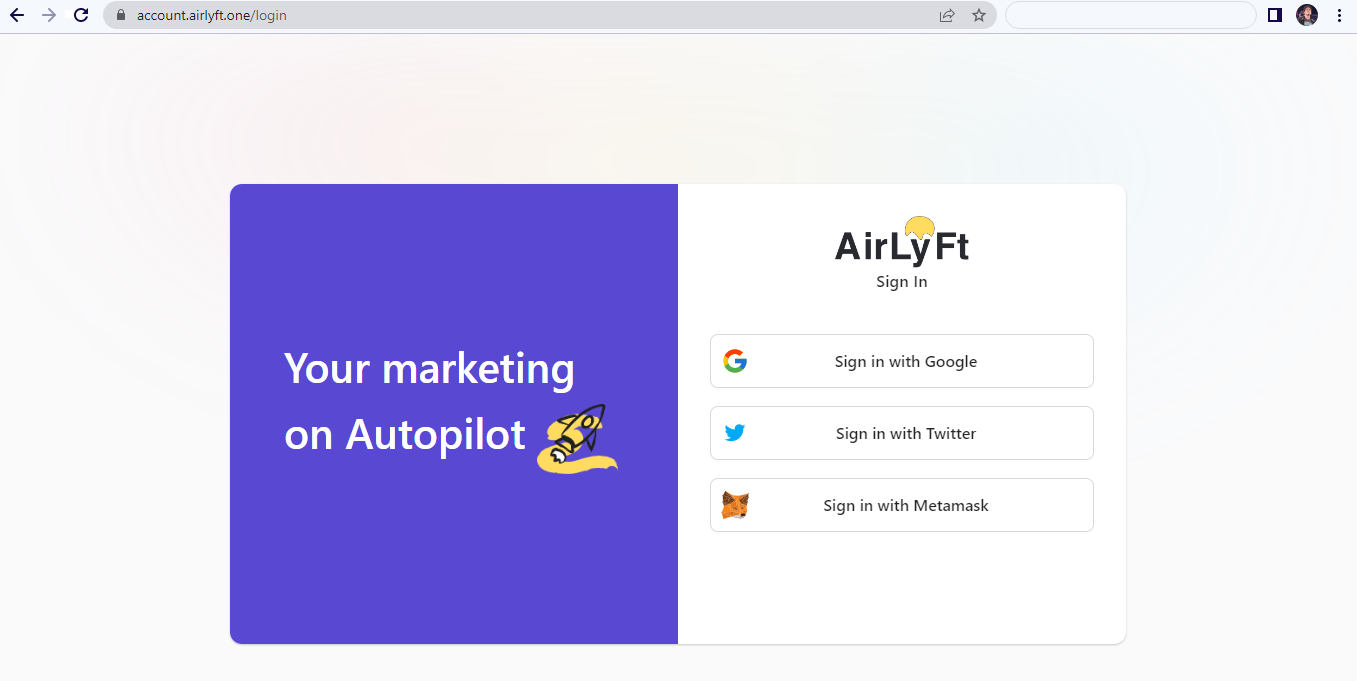 account.airlyft.one/login
AirLyFt
Sign In
Your marketing
on Autopilot
Sign in with Google
Sign in with Twitter
Sign in with Metamask